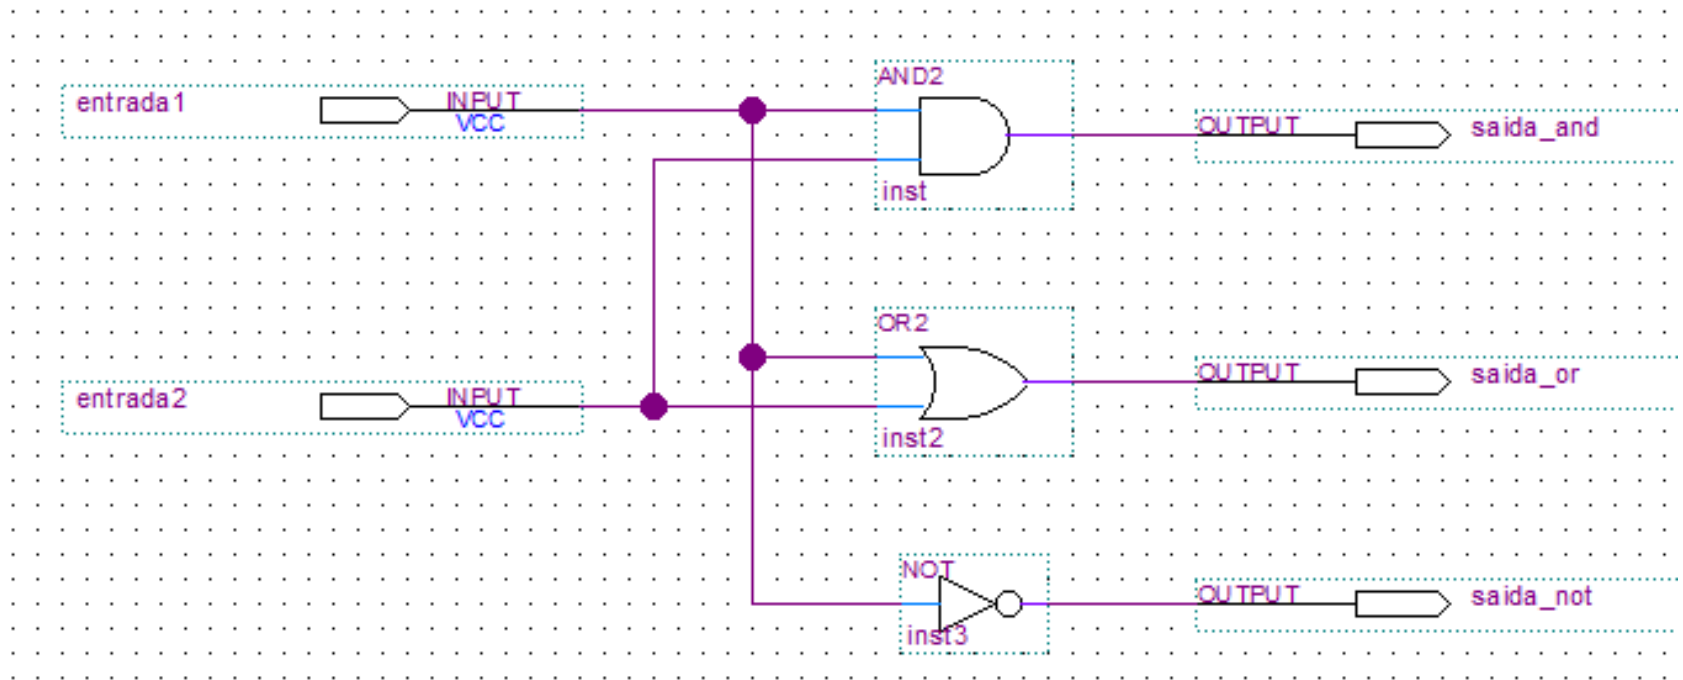 entrada1
INPUT
VCC
AND2
inst
OUTPUT
saida_and
entrada2
INPUT
VCC
OR2
inst2
OUTPUT
saida_or
NOT
inst3
OUTPUT
saida_not